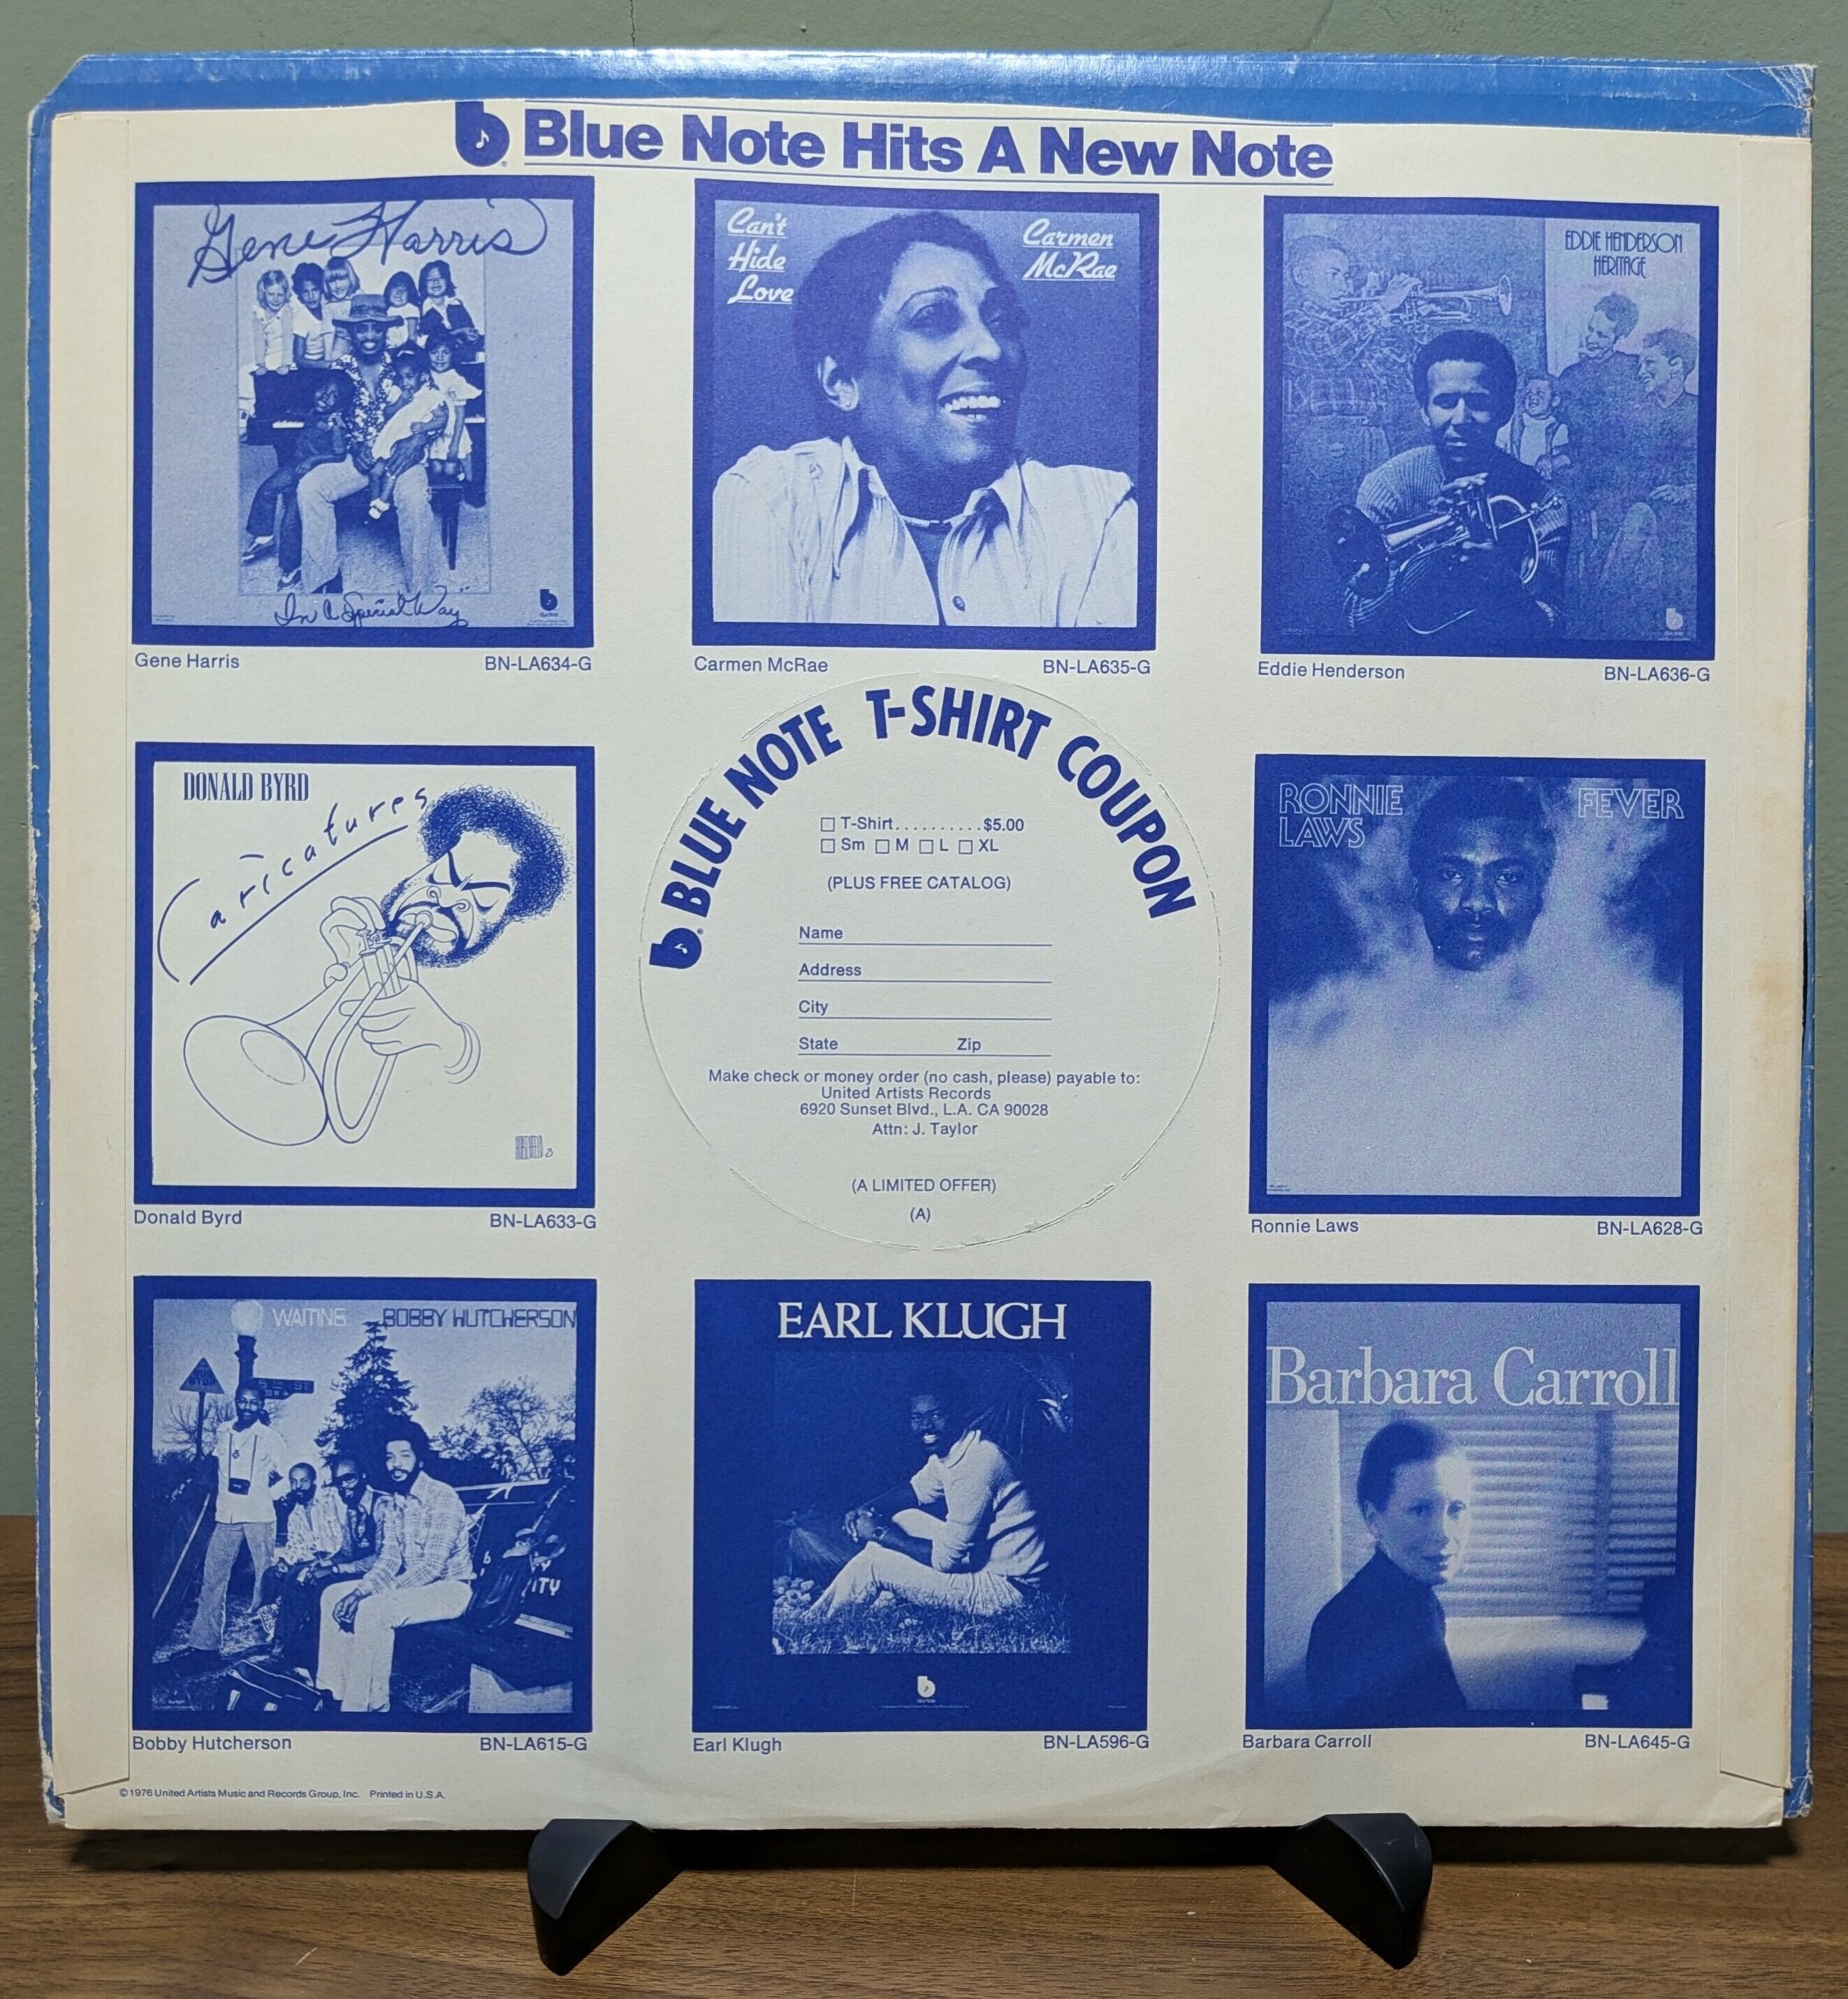 Blue Note Hits A New Note
Gene Harris
In A Special Way
Gene Harris BN-LA634-G
Can't
Hide
Love
Carmen
McRae
Carmen McRae BN-LA635-G
EDDIE HENDERSON
HERITAGE
Eddie Henderson BN-LA636-G
DONALD BYRD
Caricatures
Donald Byrd BN-LA633-G
BLUE NOTE T-SHIRT COUPON
T-Shirt..........$5.00
Sm M L XL
(PLUS FREE CATALOG)
Name
Address
City
State Zip
Make check or money order (no cash, please) payable to:
United Artists Records
6920 Sunset Blvd., L.A. CA 90028
Attn: J. Taylor
(A LIMITED OFFER)
(A)
RONNIE
LAWS
FEVER
Ronnie Laws BN-LA628-G
WAITING BOBBY HUTCHERSON
Bobby Hutcherson BN-LA615-G
EARL KLUGH
Earl Klugh BN-LA596-G
Barbara Carroll
Barbara Carroll BN-LA645-G
©1976 United Artists Music and Records Group, Inc. Printed in U.S.A.